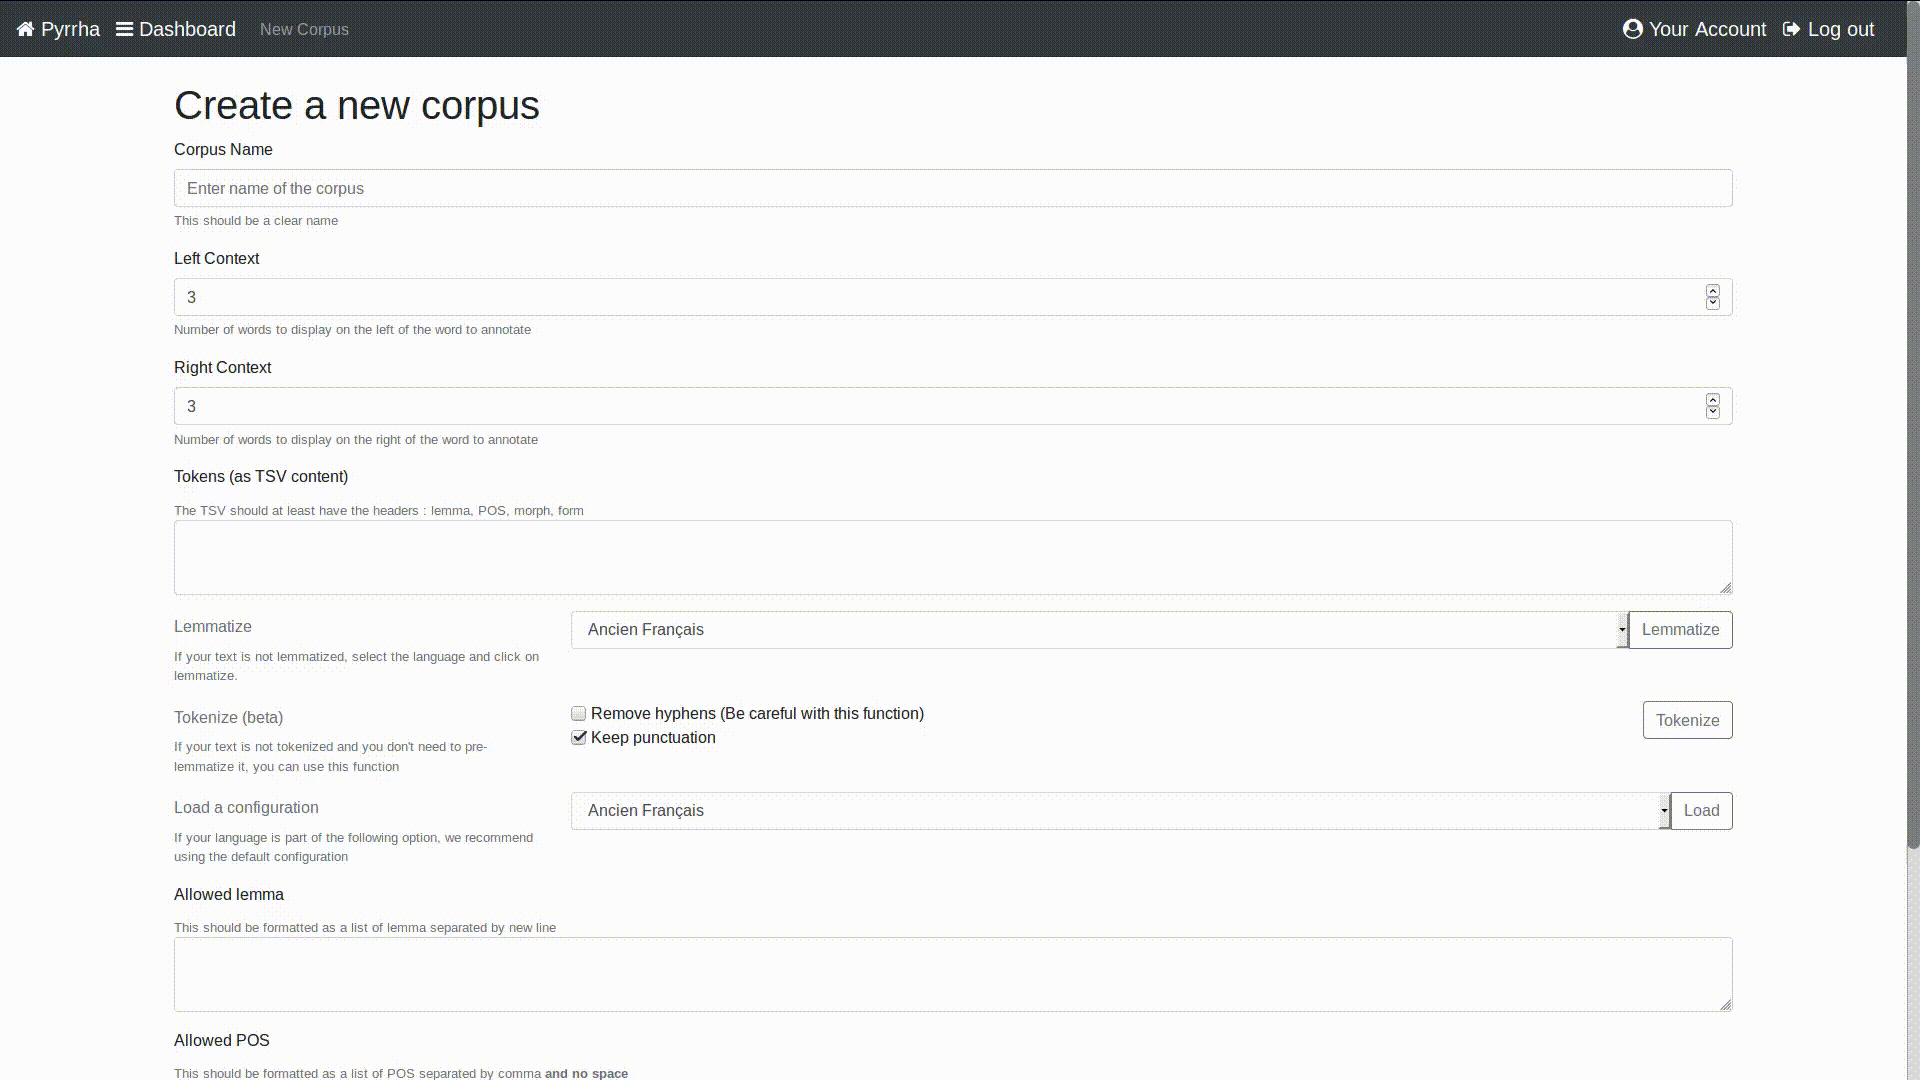 Pyrrha Dashboard New Corpus Your Account Log out
Create a new corpus
Corpus Name
Enter name of the corpus
This should be a clear name
Left Context
3
Number of words to display on the left of the word to annotate
Right Context
3
Number of words to display on the right of the word to annotate
Tokens (as TSV content)
The TSV should at least have the headers : lemma, POS, morph, form
Lemmatize
Ancien Français Lemmatize
If your text is not lemmatized, select the language and click on
lemmatize.
Tokenize (beta)
Remove hyphens (Be careful with this function)
Keep punctuation
Tokenize
If your text is not tokenized and you don't need to pre-
lemmatize it, you can use this function
Load a configuration
Ancien Français Load
If your language is part of the following option, we recommend
using the default configuration
Allowed lemma
This should be formatted as a list of lemma separated by new line
Allowed POS
This should be formatted as a list of POS separated by comma and no space